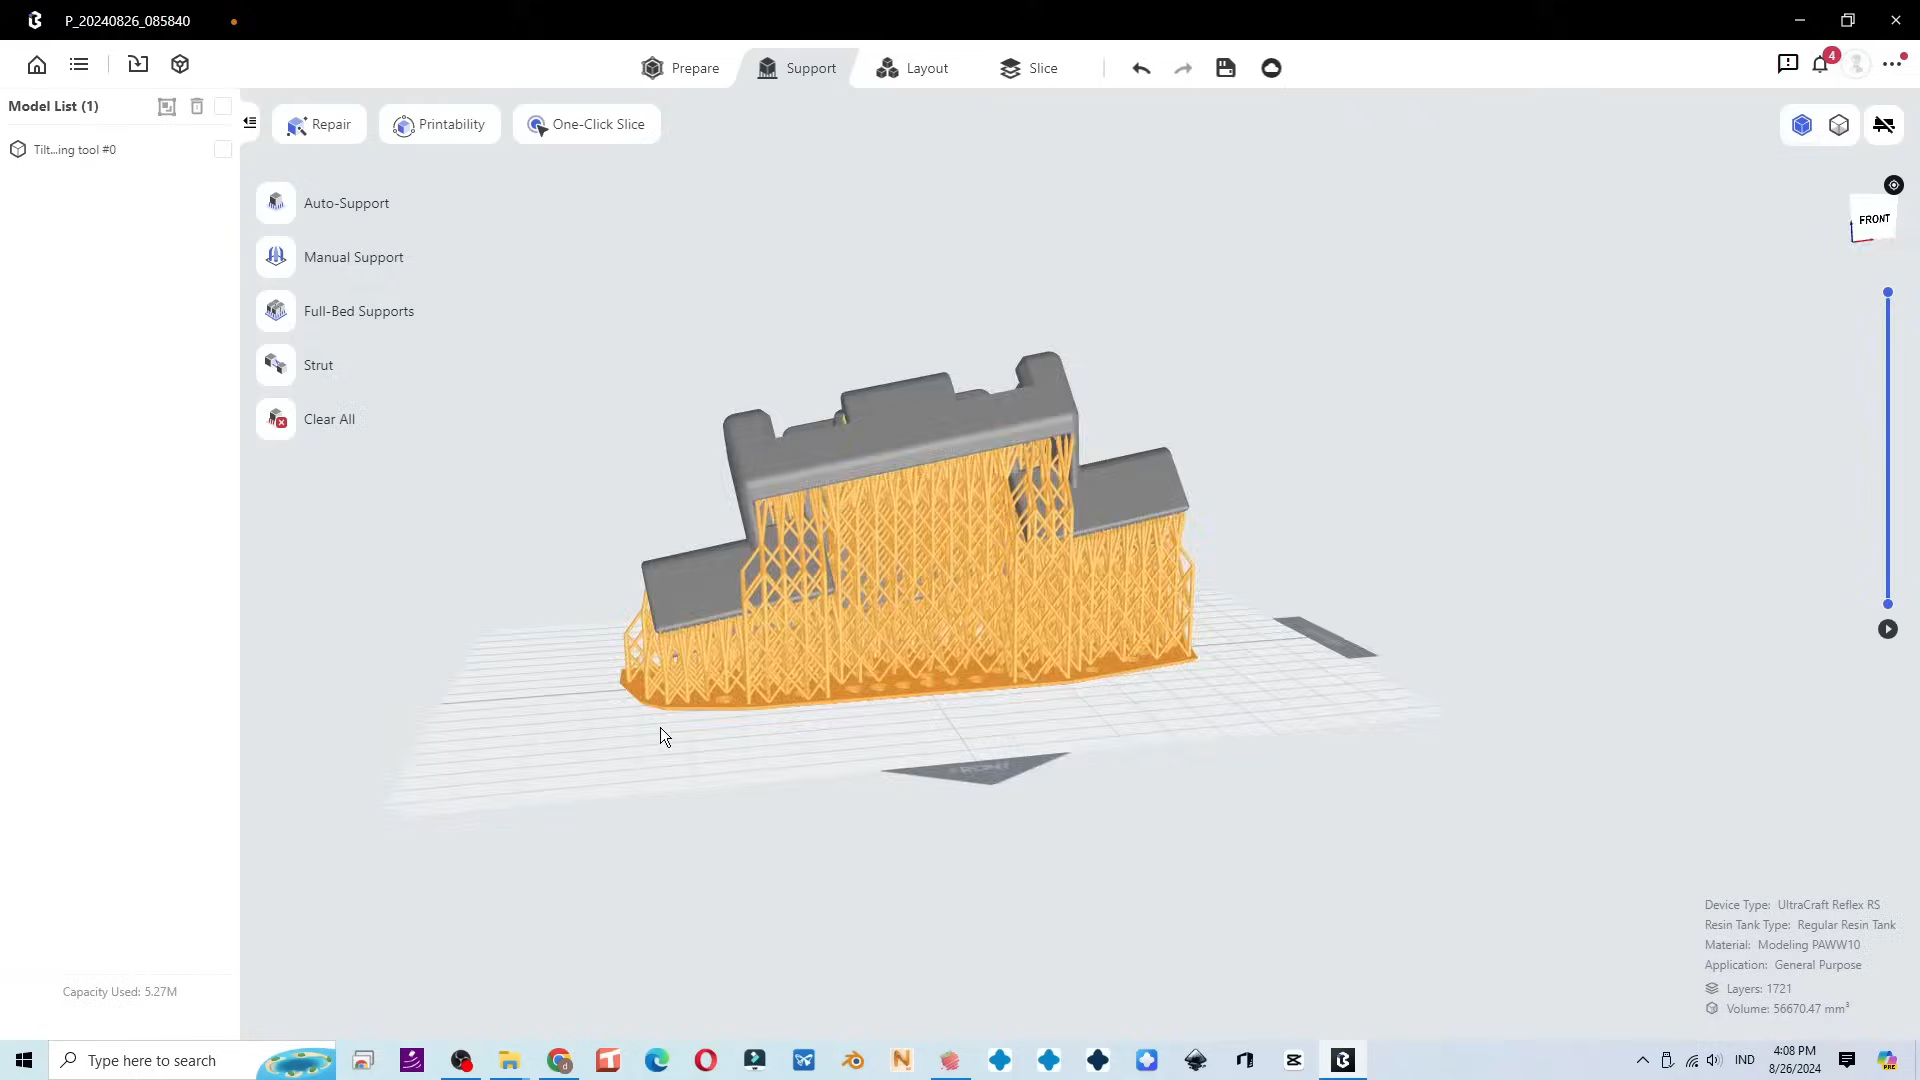 P_20240826_085840
Prepare
Support
Layout
Slice
4
Model List (1)
Tilt...ing tool #0
Repair
Printability
One-Click Slice
Auto-Support
Manual Support
Full-Bed Supports
Strut
Clear All
FRONT
FRONT
Device Type: UltraCraft Reflex RS
Resin Tank Type: Regular Resin Tank
Material: Modeling PAWW10
Application: General Purpose
Layers: 1721
Volume: 56670.47 mm³
Capacity Used: 5.27M
Type here to search
IND
4:08 PM
8/26/2024
PRE